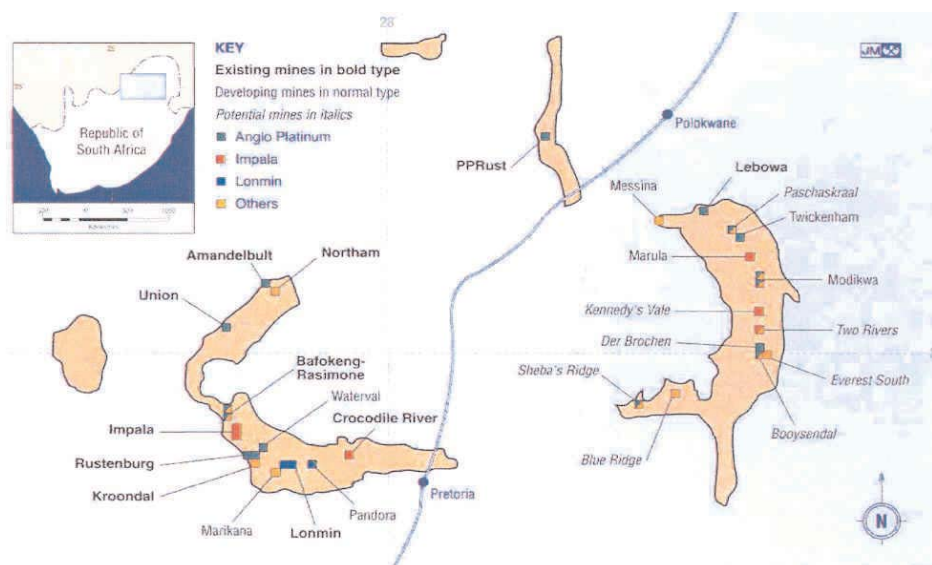 28
KEY
Existing mines in bold type
Developing mines in normal type
Potential mines in italics
Anglo Platinum
Impala
Lonmin
Others
Republic of
South Africa
JM
Polokwane
PPRust
Messina
Lebowa
Paschaskraal
Twickenham
Marula
Modikwa
Kennedy's Vale
Two Rivers
Der Brochen
Everest South
Sheba's Ridge
Booysendal
Blue Ridge
Amandelbult
Northam
Union
Bafokeng-
Rasimone
Waterval
Crocodile River
Impala
Rustenburg
Kroondal
Marikana
Lonmin
Pandora
Pretoria
N